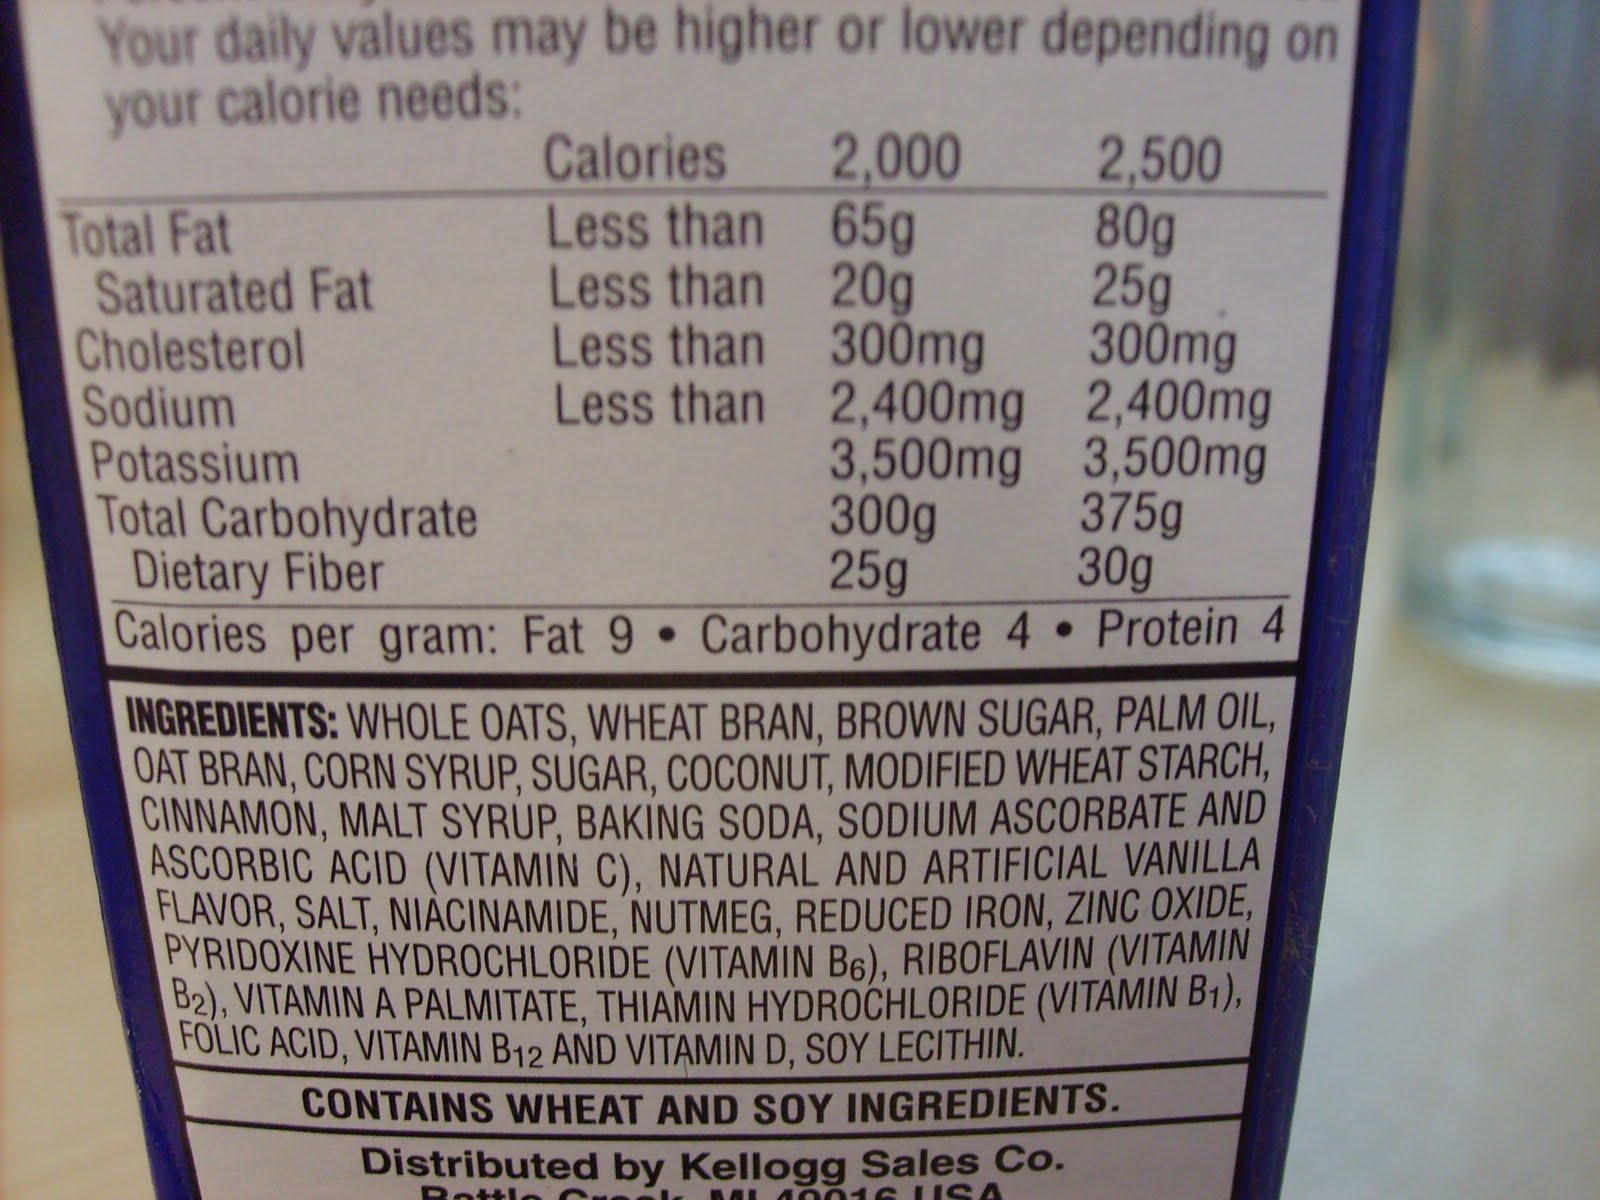 Your daily values may be higher or lower depending on
your calorie needs:
Calories 2,000 2,500
Total Fat Less than 65g 80g
Saturated Fat Less than 20g 25g
Cholesterol Less than 300mg 300mg
Sodium Less than 2,400mg 2,400mg
Potassium 3,500mg 3,500mg
Total Carbohydrate 300g 375g
Dietary Fiber 25g 30g
Calories per gram: Fat 9 • Carbohydrate 4 • Protein 4
INGREDIENTS: WHOLE OATS, WHEAT BRAN, BROWN SUGAR, PALM OIL,
OAT BRAN, CORN SYRUP, SUGAR, COCONUT, MODIFIED WHEAT STARCH,
CINNAMON, MALT SYRUP, BAKING SODA, SODIUM ASCORBATE AND
ASCORBIC ACID (VITAMIN C), NATURAL AND ARTIFICIAL VANILLA
FLAVOR, SALT, NIACINAMIDE, NUTMEG, REDUCED IRON, ZINC OXIDE,
PYRIDOXINE HYDROCHLORIDE (VITAMIN B6), RIBOFLAVIN (VITAMIN
B2), VITAMIN A PALMITATE, THIAMIN HYDROCHLORIDE (VITAMIN B1),
FOLIC ACID, VITAMIN B12 AND VITAMIN D, SOY LECITHIN.
CONTAINS WHEAT AND SOY INGREDIENTS.
Distributed by Kellogg Sales Co.
Battle Creek, MI 49016 USA